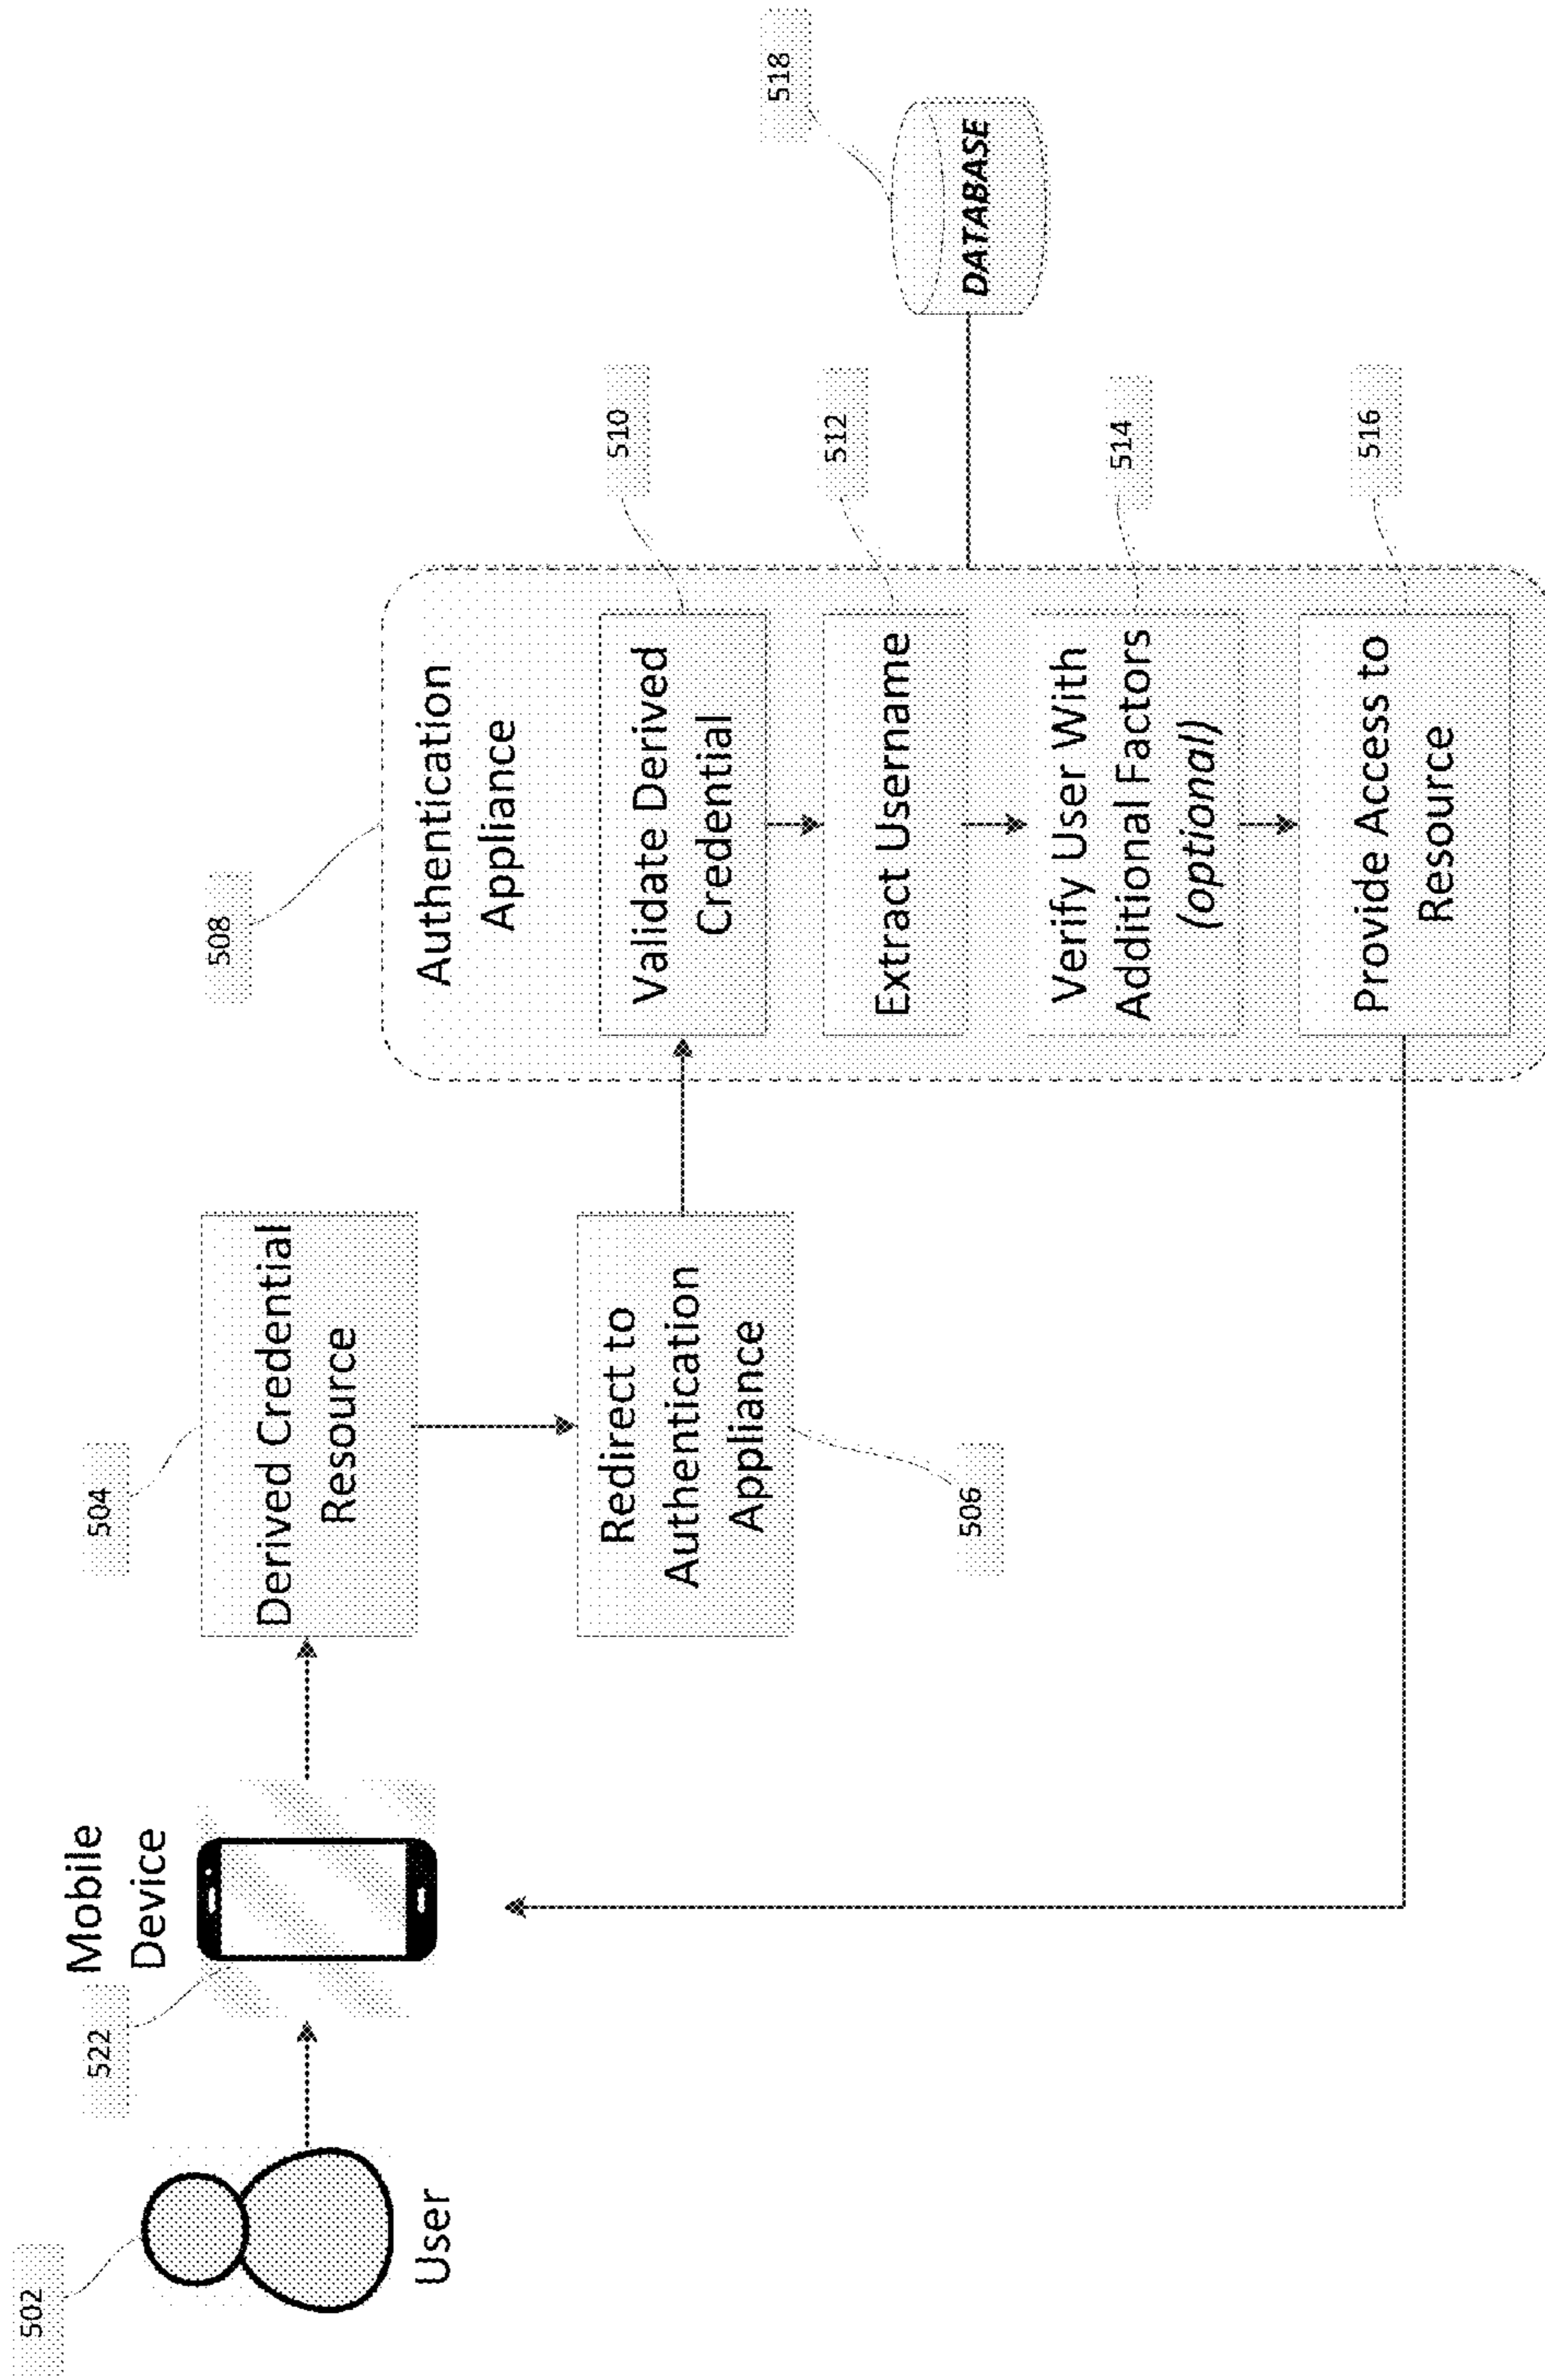 502
User
522
Mobile
Device
504
Derived Credential
Resource
Redirect to
Authentication
Appliance
506
508
Authentication
Appliance
Validate Derived
Credential
510
Extract Username
512
Verify User With
Additional Factors
(optional)
514
Provide Access to
Resource
516
518
DATABASE